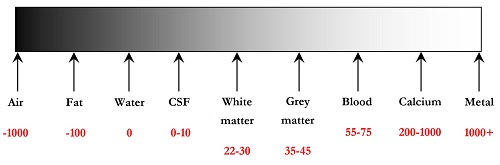 Air Fat Water CSF White Grey Blood Calcium Metal
matter matter
-1000 -100 0 0-10 55-75 200-1000 1000+
22-30 35-45